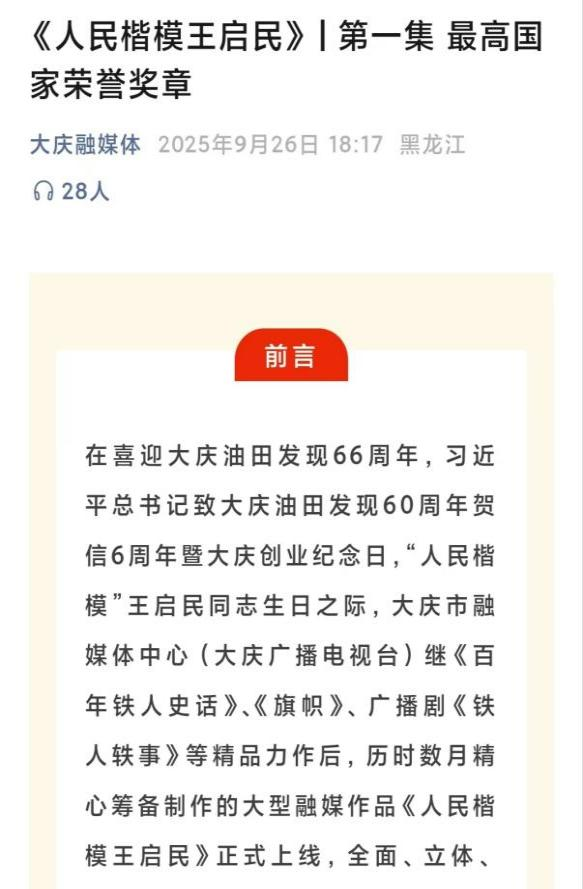 《人民楷模王启民》| 第一集 最高国
家荣誉奖章
大庆融媒体 2025年9月26日 18:17 黑龙江
28人
前言
在喜迎大庆油田发现66周年，习近
平总书记致大庆油田发现60周年贺
信6周年暨大庆创业纪念日，“人民楷
模”王启民同志生日之际，大庆市融
媒体中心（大庆广播电视台）继《百
年铁人史话》、《旗帜》、广播剧《铁
人轶事》等精品力作后，历时数月精
心筹备制作的大型融媒作品《人民楷
模王启民》正式上线，全面、立体、